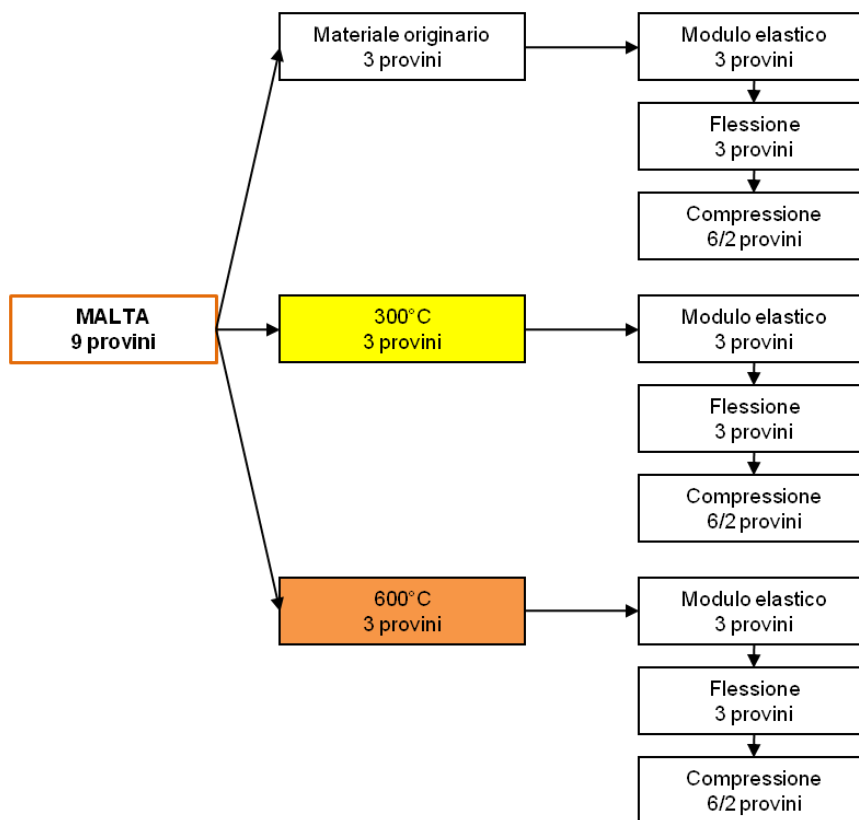 Materiale originario
3 provini
Modulo elastico
3 provini
Flessione
3 provini
Compressione
6/2 provini
MALTA
9 provini
300°C
3 provini
Modulo elastico
3 provini
Flessione
3 provini
Compressione
6/2 provini
600°C
3 provini
Modulo elastico
3 provini
Flessione
3 provini
Compressione
6/2 provini